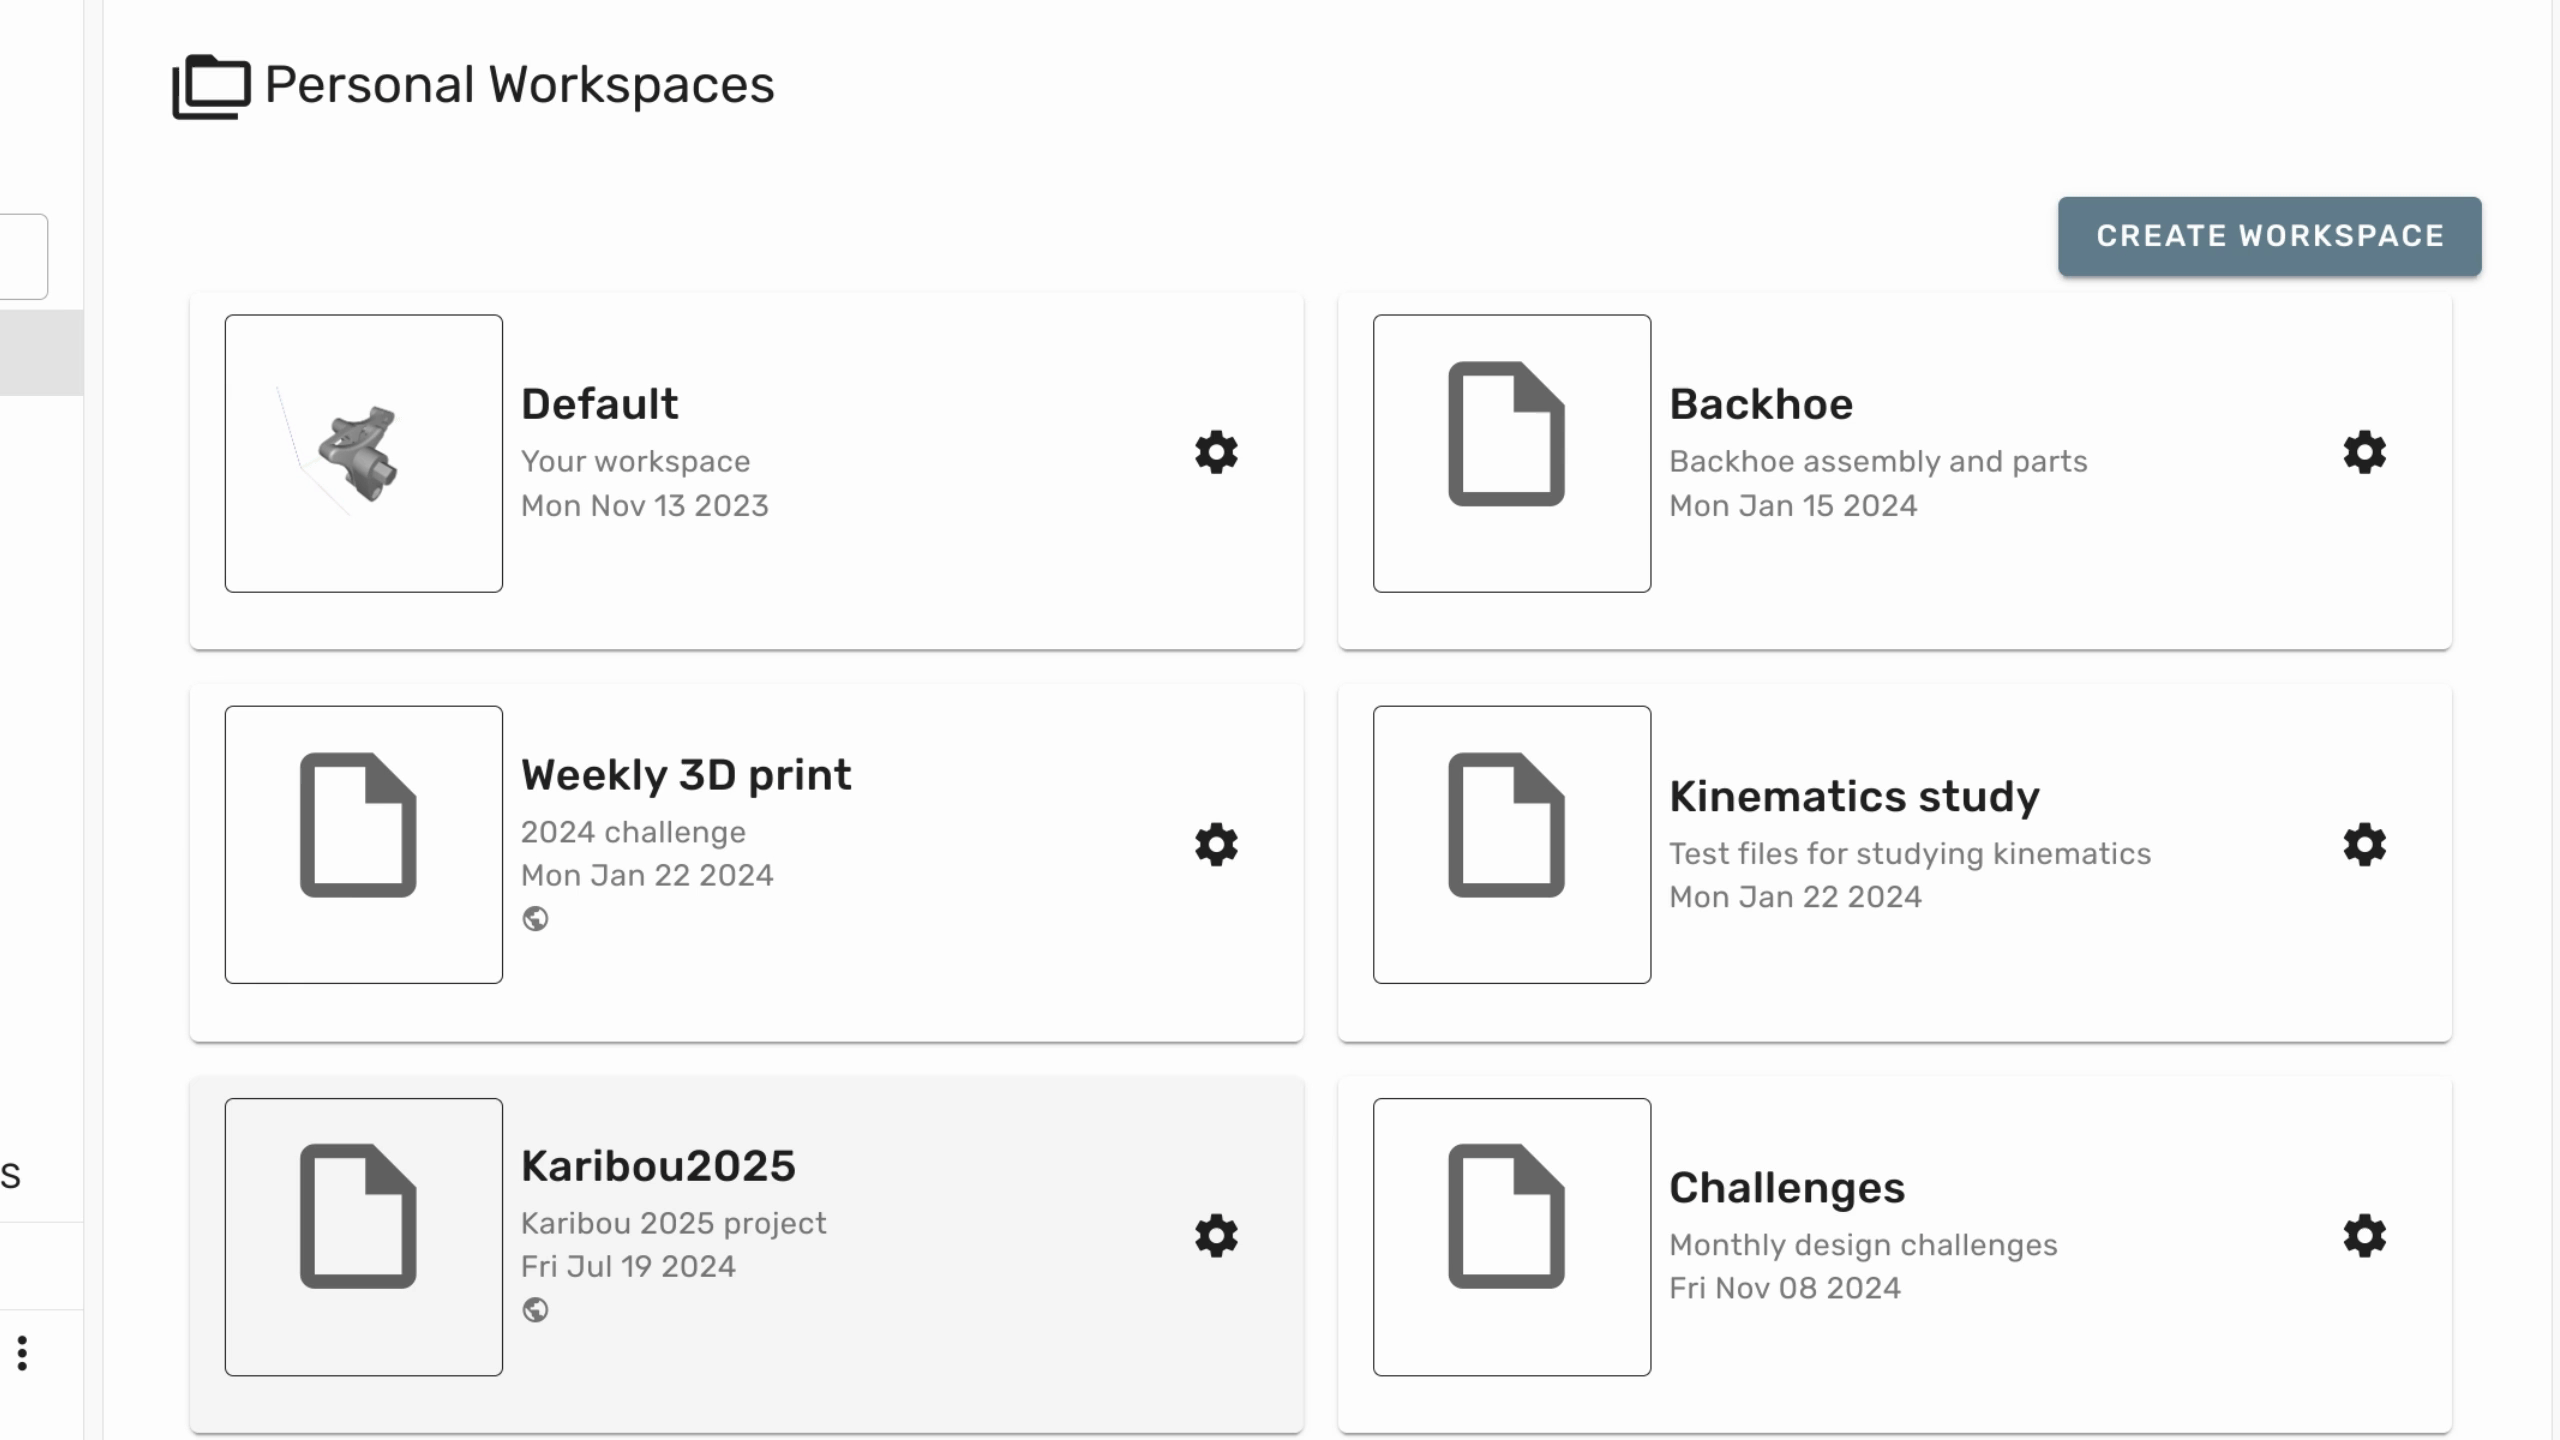 Personal Workspaces
CREATE WORKSPACE
Default
Your workspace
Mon Nov 13 2023
Backhoe
Backhoe assembly and parts
Mon Jan 15 2024
Weekly 3D print
2024 challenge
Mon Jan 22 2024
Kinematics study
Test files for studying kinematics
Mon Jan 22 2024
Karibou2025
Karibou 2025 project
Fri Jul 19 2024
Challenges
Monthly design challenges
Fri Nov 08 2024
s